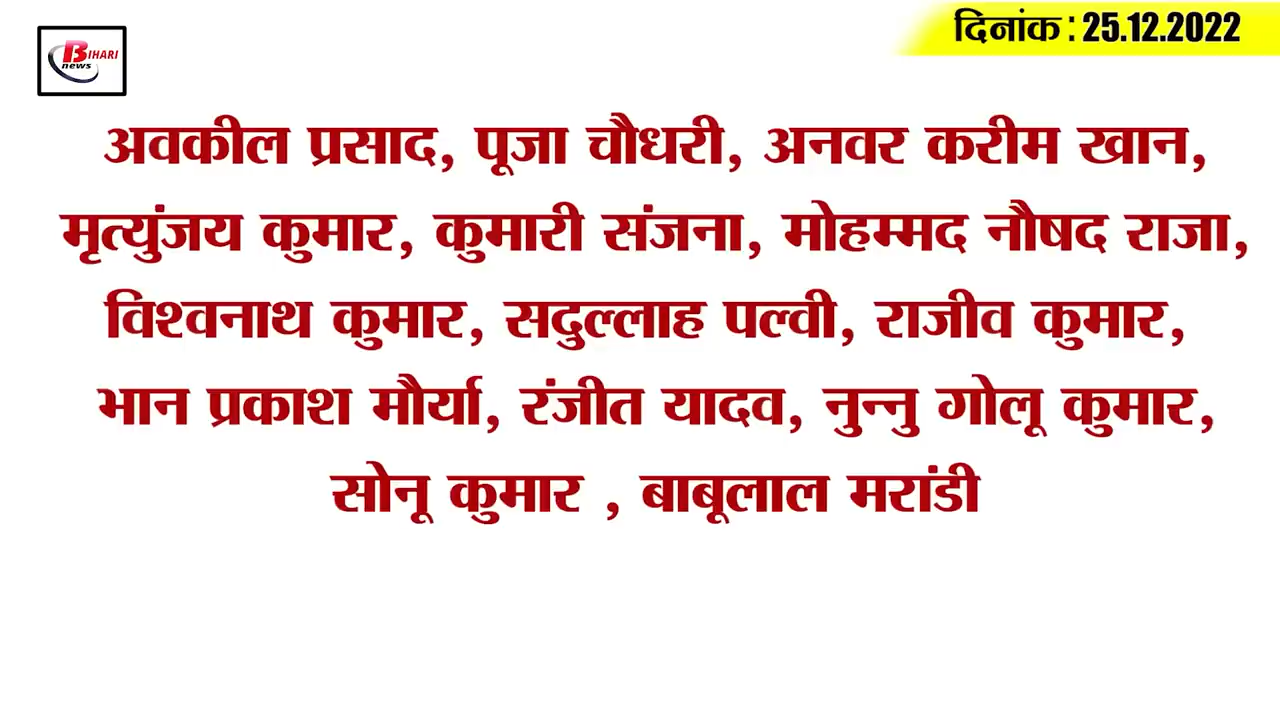 BIHARI
news
दिनांक : 25.12.2022
अवकील प्रसाद, पूजा चौधरी, अनवर करीम खान,
मृत्युंजय कुमार, कुमारी संजना, मोहम्मद नौषद राजा,
विश्वनाथ कुमार, सदुल्लाह पल्वी, राजीव कुमार,
भान प्रकाश मौर्या, रंजीत यादव, नुन्नु गोलू कुमार,
सोनू कुमार , बाबूलाल मरांडी